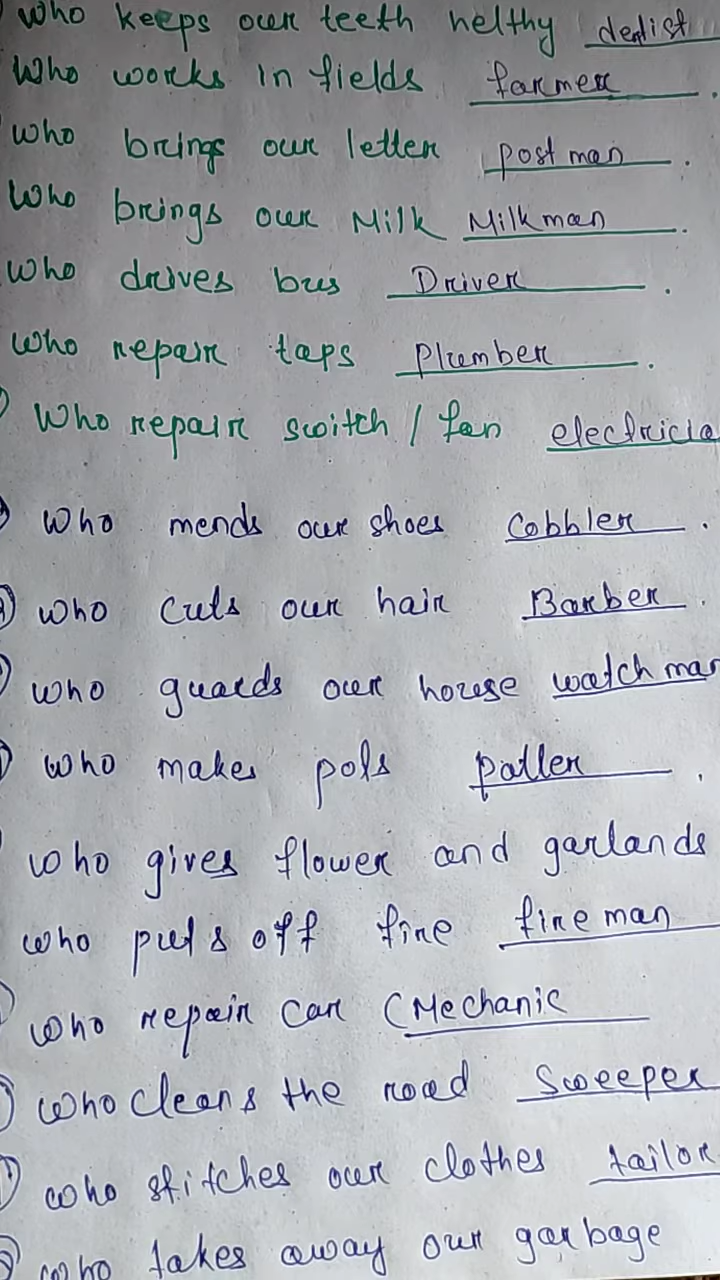 Who keeps our teeth helthy dentist
Who works in fields farmer.
Who brings our letter postman.
Who brings our Milk Milkman.
Who drives bus Driver.
Who repair taps Plumber.
Who repair switch / fan electricia
Who mends our shoes Cobbler.
Who cuts our hair Barber.
Who guards our house watchman
Who makes pots potter.
Who gives flower and garlands
Who puts off fire fireman
Who repair car (Mechanic
Who cleans the road Sweeper
Who stitches our clothes tailor
Who takes away our garbage